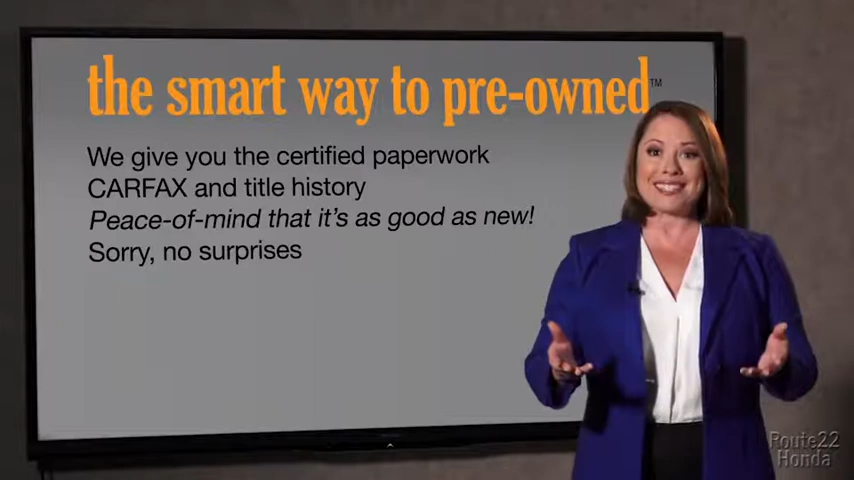 the smart way to pre-owned™
We give you the certified paperwork
CARFAX and title history
Peace-of-mind that it's as good as new!
Sorry, no surprises
Route22
Honda